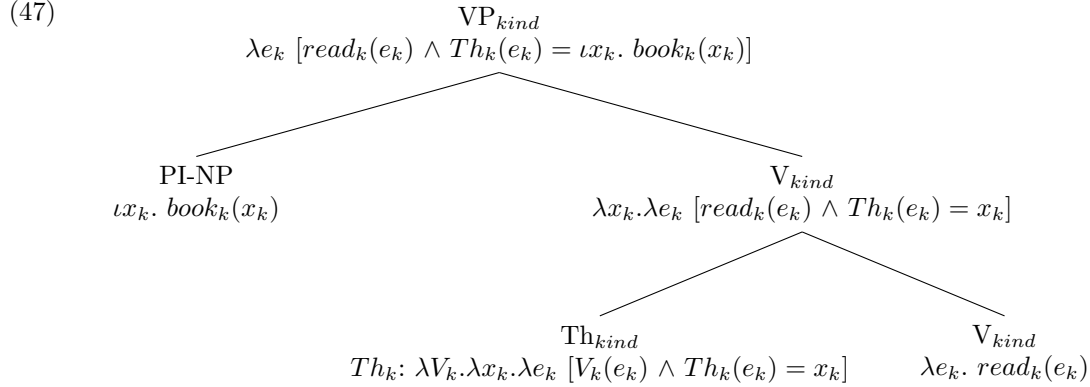 (47)
VP_kind
λe_k [read_k(e_k) ∧ Th_k(e_k) = ιx_k. book_k(x_k)]
PI-NP V_kind
ιx_k. book_k(x_k) λx_k.λe_k [read_k(e_k) ∧ Th_k(e_k) = x_k]
Th_kind V_kind
Th_k: λV_k.λx_k.λe_k [V_k(e_k) ∧ Th_k(e_k) = x_k] λe_k. read_k(e_k)